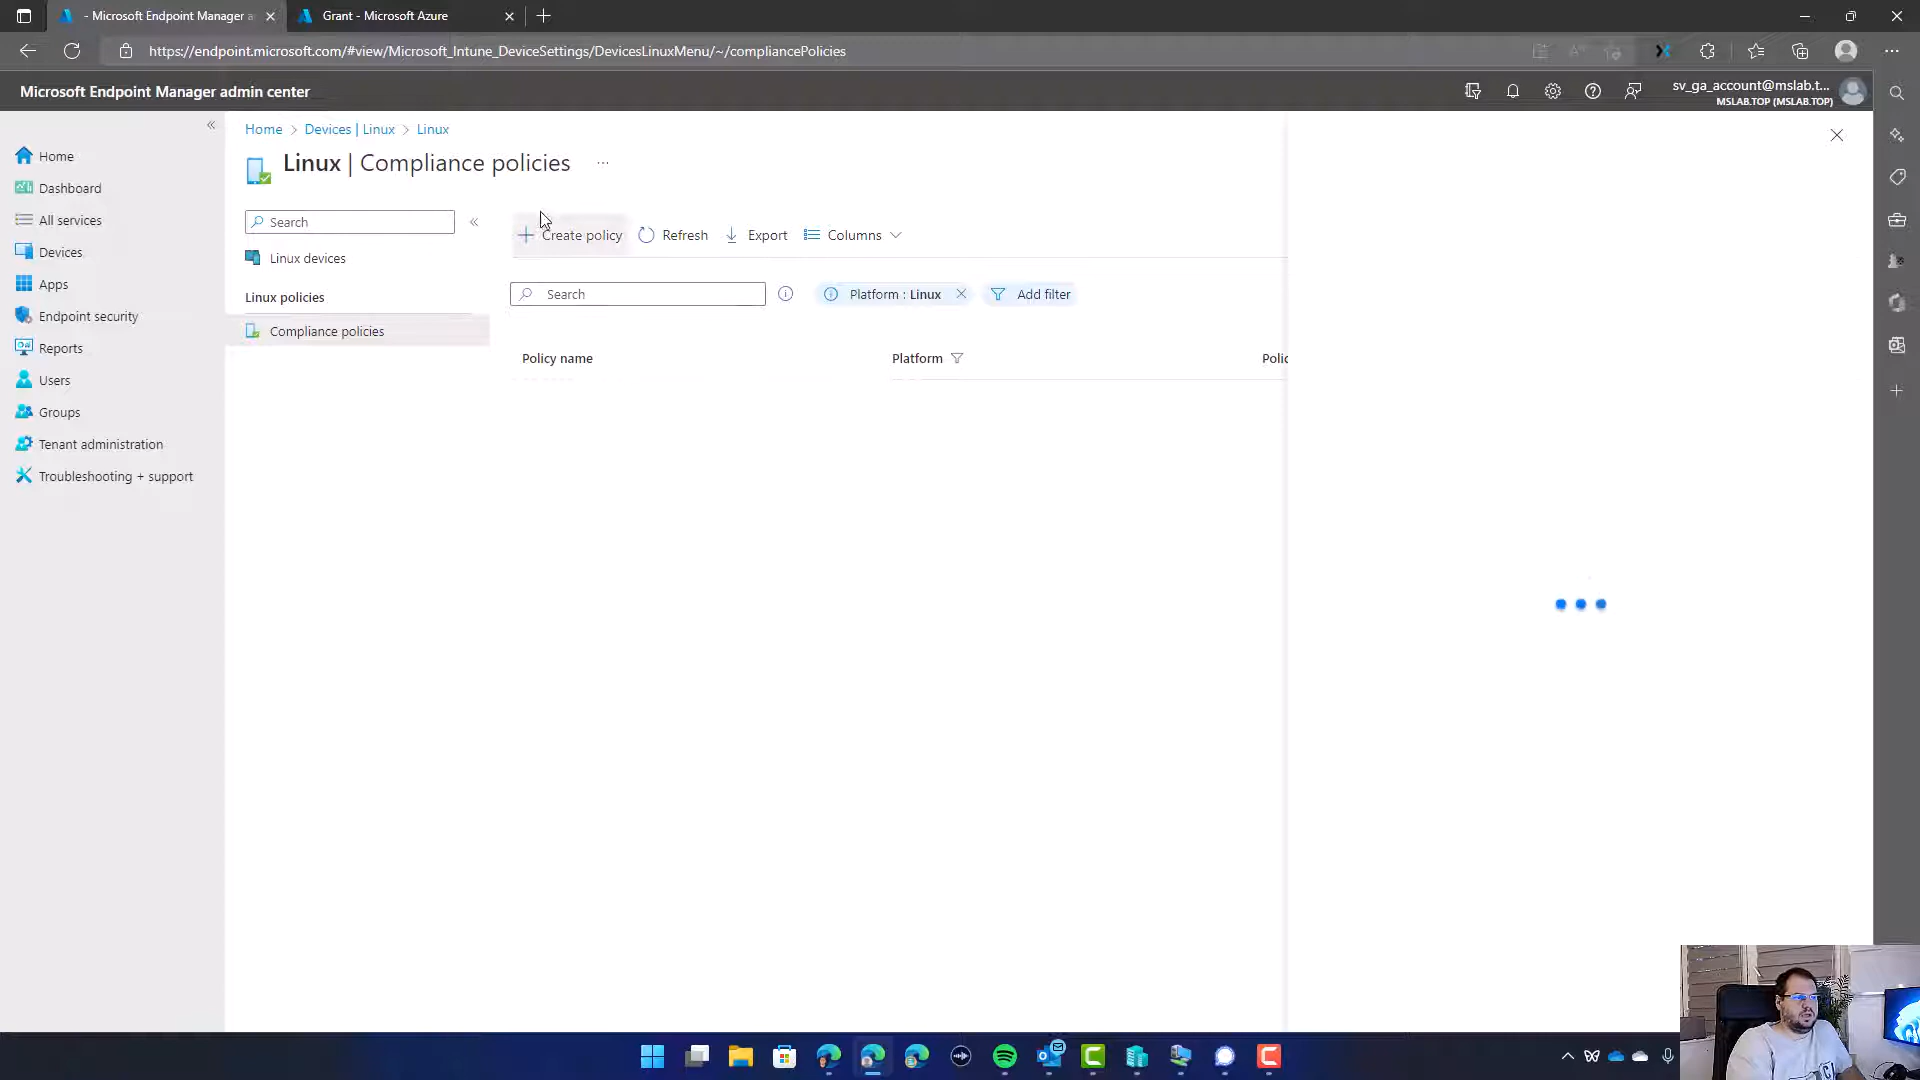 - Microsoft Endpoint Manager a
Grant - Microsoft Azure
https://endpoint.microsoft.com/#view/Microsoft_Intune_DeviceSettings/DevicesLinuxMenu/~/compliancePolicies
Microsoft Endpoint Manager admin center
sv_ga_account@mslab.t...
MSLAB.TOP (MSLAB.TOP)
Home
Dashboard
All services
Devices
Apps
Endpoint security
Reports
Users
Groups
Tenant administration
Troubleshooting + support
Home > Devices | Linux > Linux
Linux | Compliance policies ...
Search
Linux devices
Linux policies
Compliance policies
Create policy Refresh Export Columns
Search
Platform : Linux
Add filter
Policy name Platform Polic